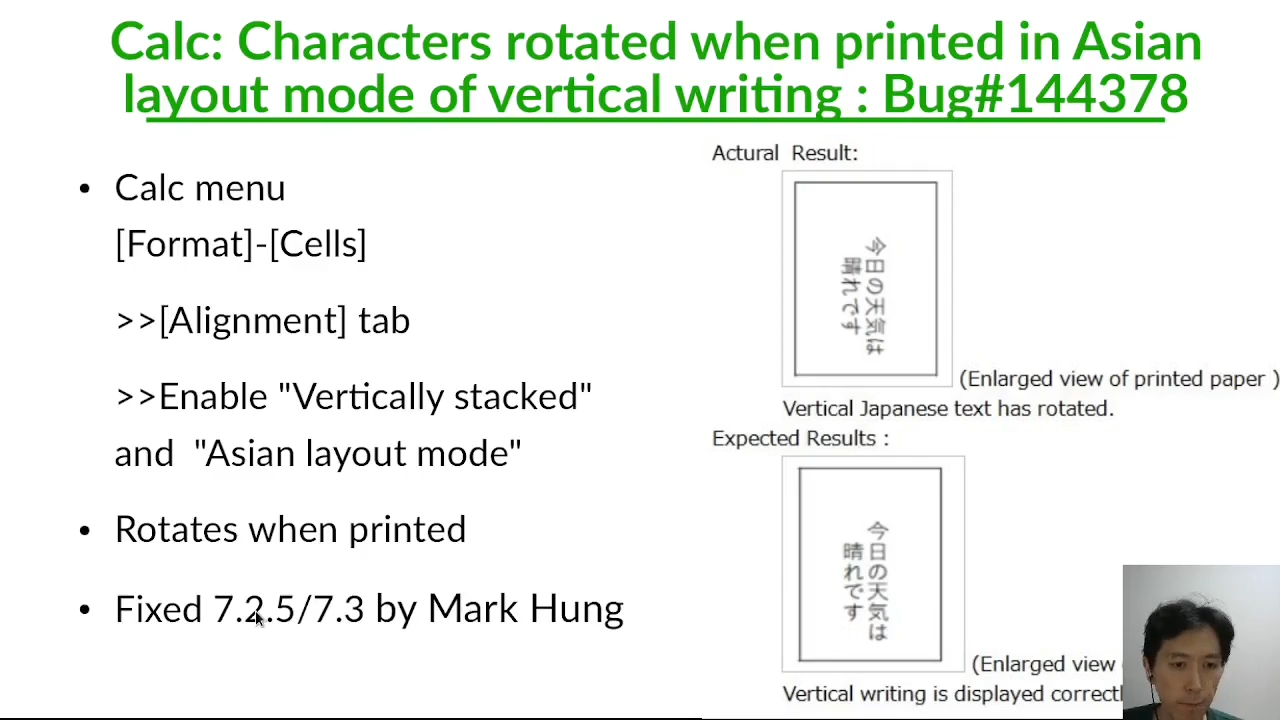 Calc: Characters rotated when printed in Asian
layout mode of vertical writing : Bug#144378
• Calc menu
[Format]-[Cells]
>>[Alignment] tab
>>Enable "Vertically stacked"
and "Asian layout mode"
• Rotates when printed
• Fixed 7.2.5/7.3 by Mark Hung
Actural Result:
今日の天気は
晴れです
(Enlarged view of printed paper )
Vertical Japanese text has rotated.
Expected Results :
今日の天気は
晴れです
(Enlarged view
Vertical writing is displayed correctl